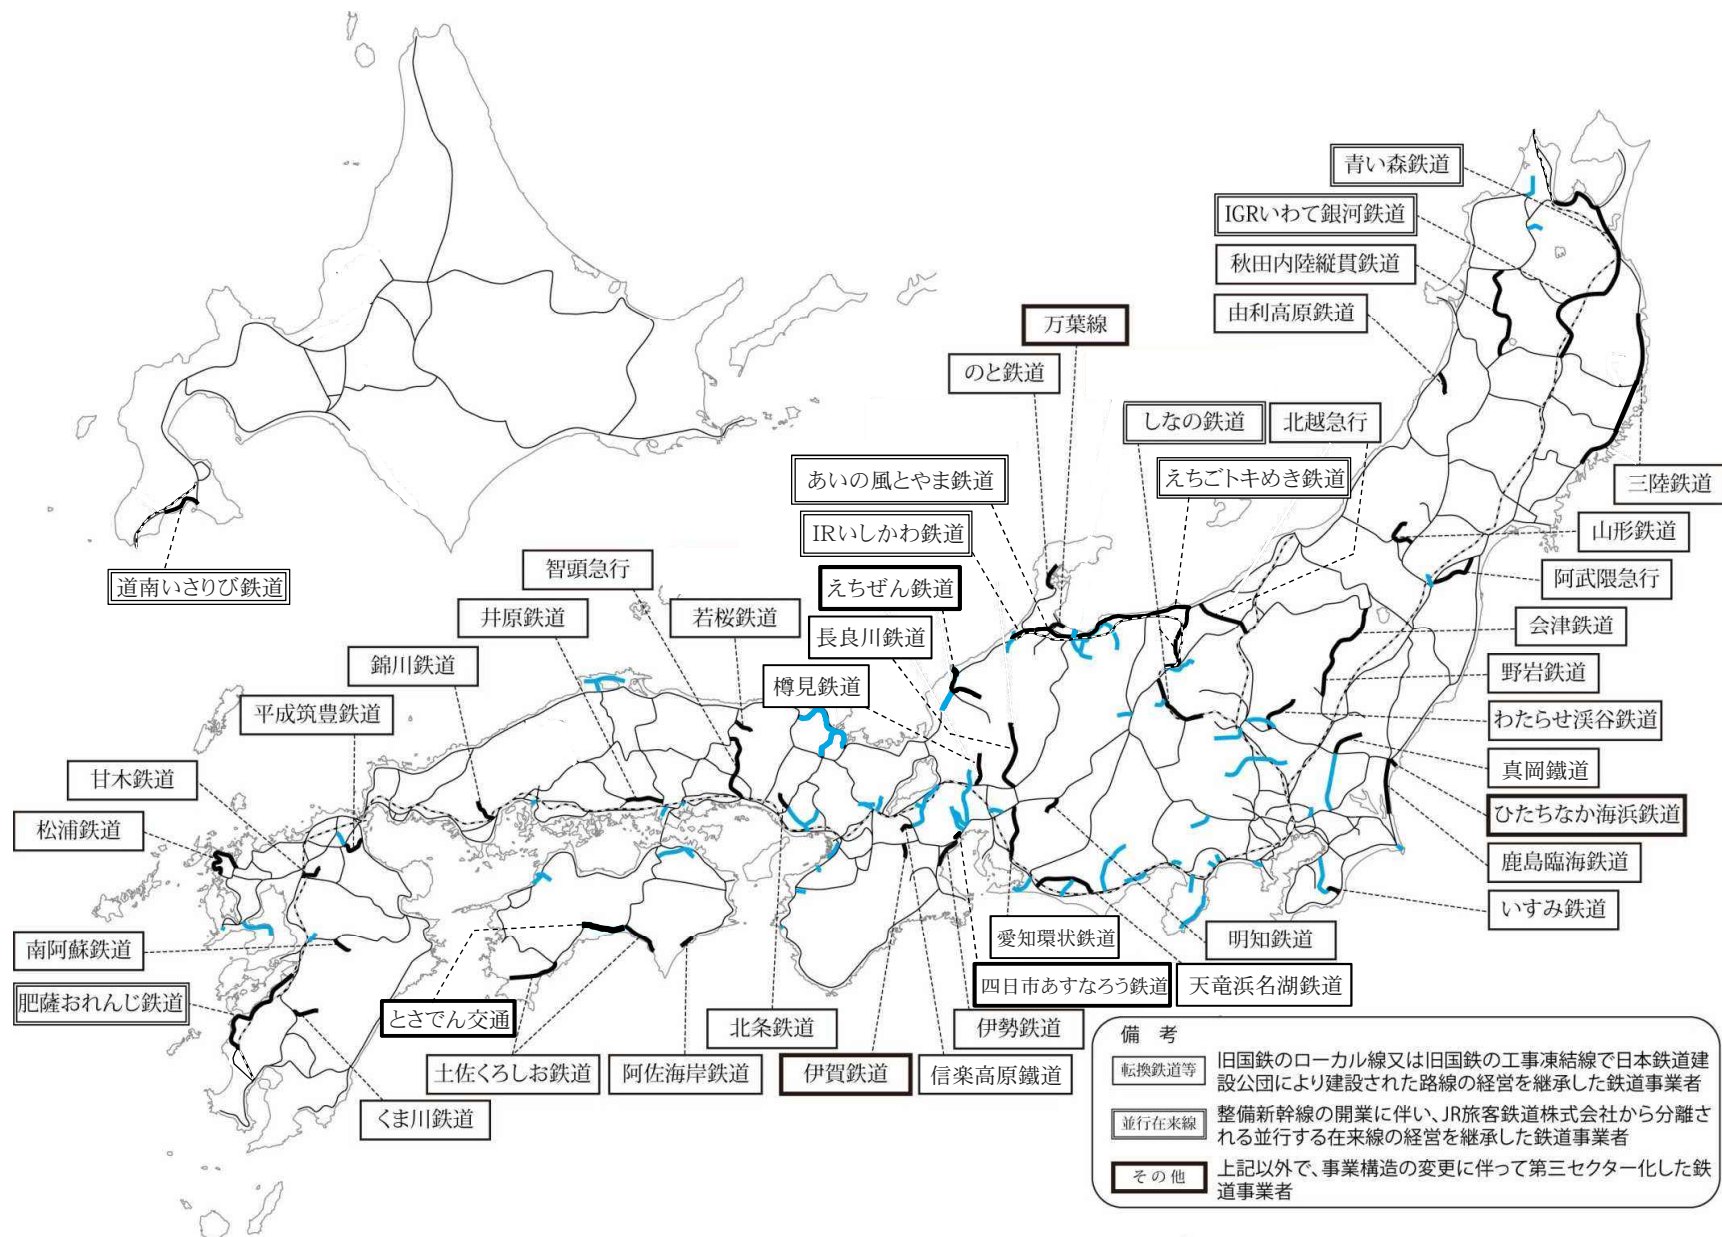 青い森鉄道
IGRいわて銀河鉄道
秋田内陸縦貫鉄道
由利高原鉄道
万葉線
のと鉄道
しなの鉄道
北越急行
あいの風とやま鉄道
えちごトキめき鉄道
三陸鉄道
IRいしかわ鉄道
山形鉄道
智頭急行
えちぜん鉄道
阿武隈急行
道南いさりび鉄道
井原鉄道
若桜鉄道
長良川鉄道
会津鉄道
錦川鉄道
樽見鉄道
野岩鉄道
平成筑豊鉄道
わたらせ渓谷鉄道
甘木鉄道
真岡鐵道
松浦鉄道
ひたちなか海浜鉄道
鹿島臨海鉄道
いすみ鉄道
南阿蘇鉄道
愛知環状鉄道
明知鉄道
肥薩おれんじ鉄道
四日市あすなろう鉄道
天竜浜名湖鉄道
とさでん交通
北条鉄道
伊勢鉄道
土佐くろしお鉄道
阿佐海岸鉄道
伊賀鉄道
信楽高原鐵道
くま川鉄道
備 考
転換鉄道等
旧国鉄のローカル線又は旧国鉄の工事凍結線で日本鉄道建
設公団により建設された路線の経営を継承した鉄道事業者
並行在来線
整備新幹線の開業に伴い、JR旅客鉄道株式会社から分離さ
れる並行する在来線の経営を継承した鉄道事業者
その他
上記以外で、事業構造の変更に伴って第三セクター化した鉄
道事業者